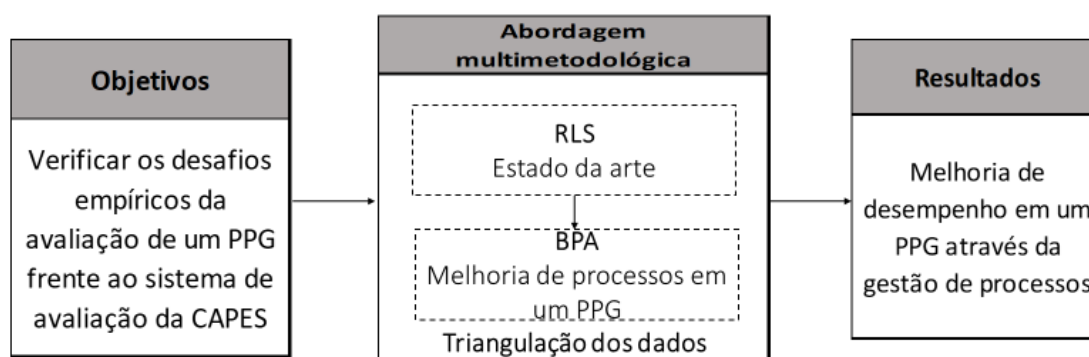 Objetivos
Verificar os desafios
empíricos da
avaliação de um PPG
frente ao sistema de
avaliação da CAPES
Abordagem
multimetodológica
RLS
Estado da arte
BPA
Melhoria de processos em
um PPG
Triangulação dos dados
Resultados
Melhoria de
desempenho em um
PPG através da
gestão de processos